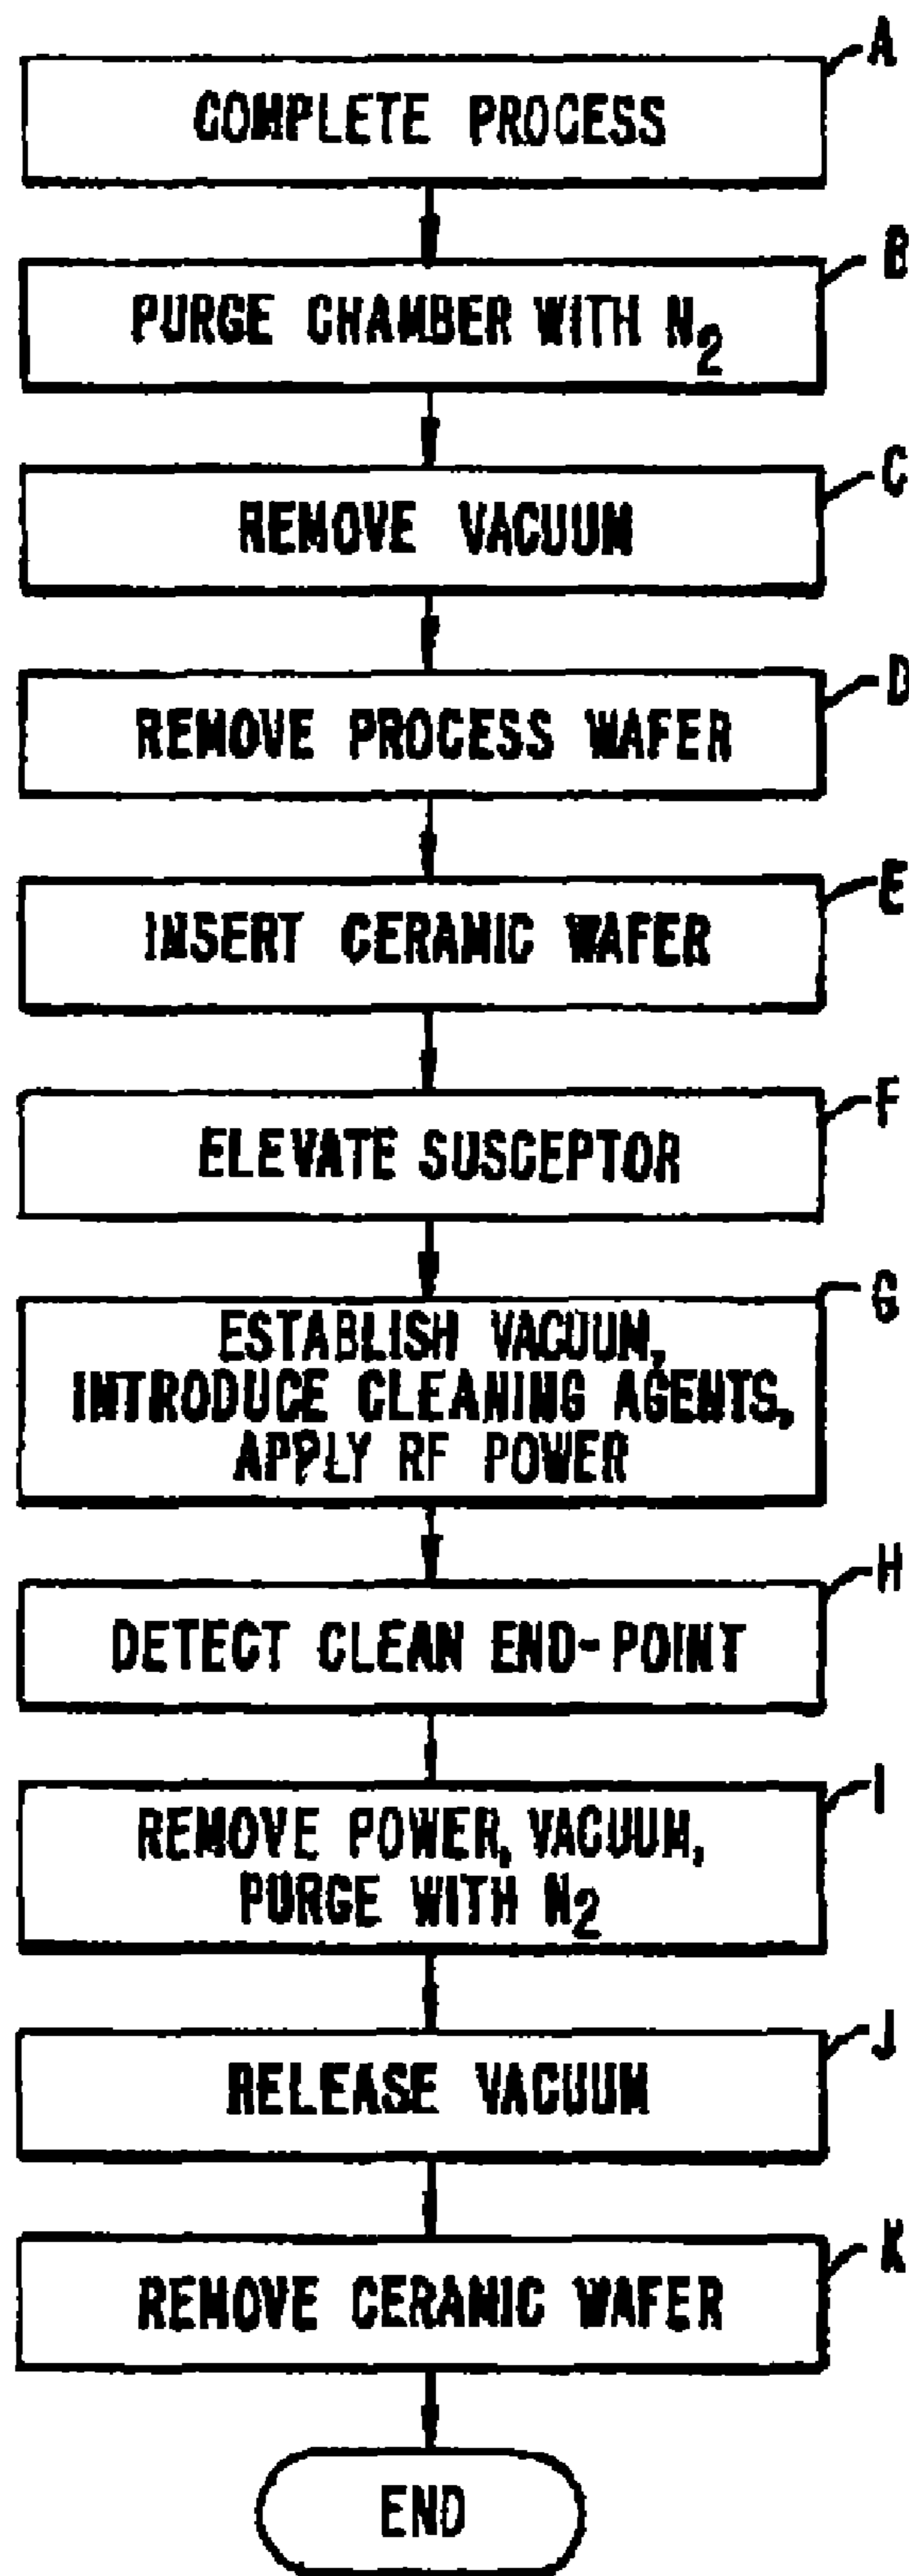 A
COMPLETE PROCESS
B
PURGE CHAMBER WITH N2
C
REMOVE VACUUM
D
REMOVE PROCESS WAFER
E
INSERT CERAMIC WAFER
F
ELEVATE SUSCEPTOR
G
ESTABLISH VACUUM,
INTRODUCE CLEANING AGENTS,
APPLY RF POWER
H
DETECT CLEAN END-POINT
I
REMOVE POWER, VACUUM,
PURGE WITH N2
J
RELEASE VACUUM
K
REMOVE CERAMIC WAFER
END